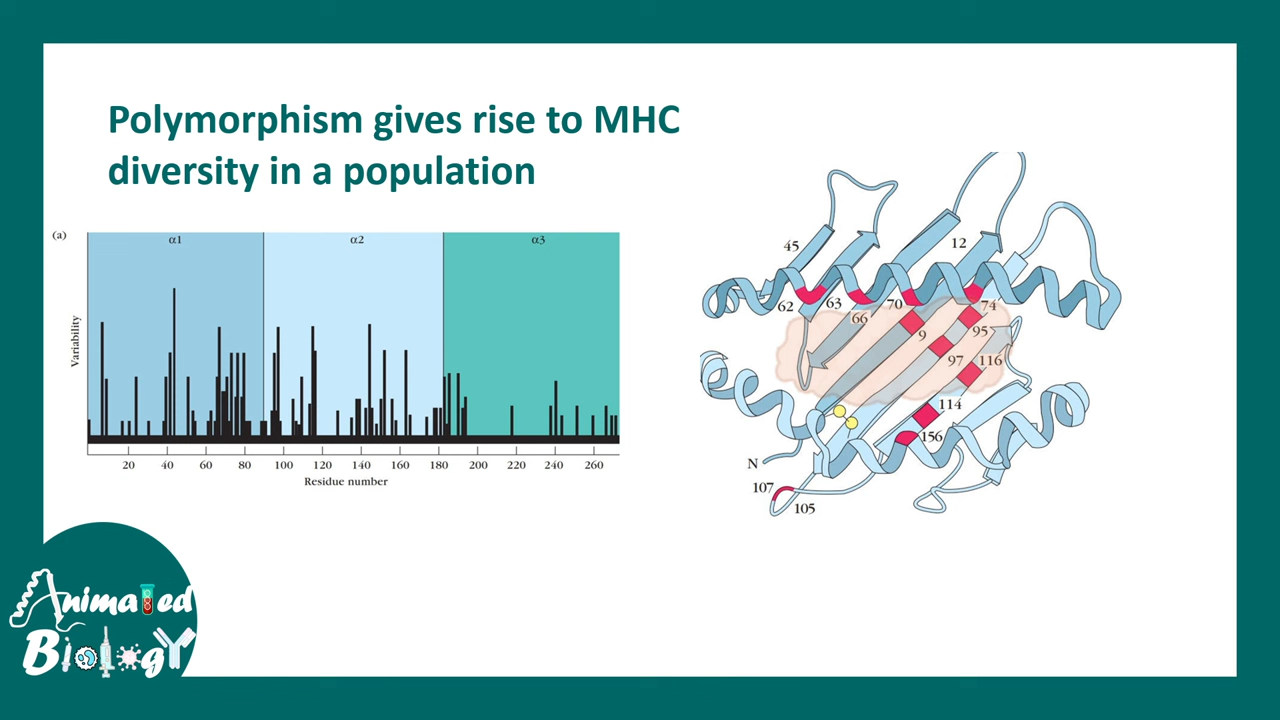 Polymorphism gives rise to MHC
diversity in a population
(a)
α1
α2
α3
Variability
20 40 60 80 100 120 140 160 180 200 220 240 260
Residue number
45
12
62
63
66
70
74
9
95
97
116
114
156
N
107
105
Animated
Biology